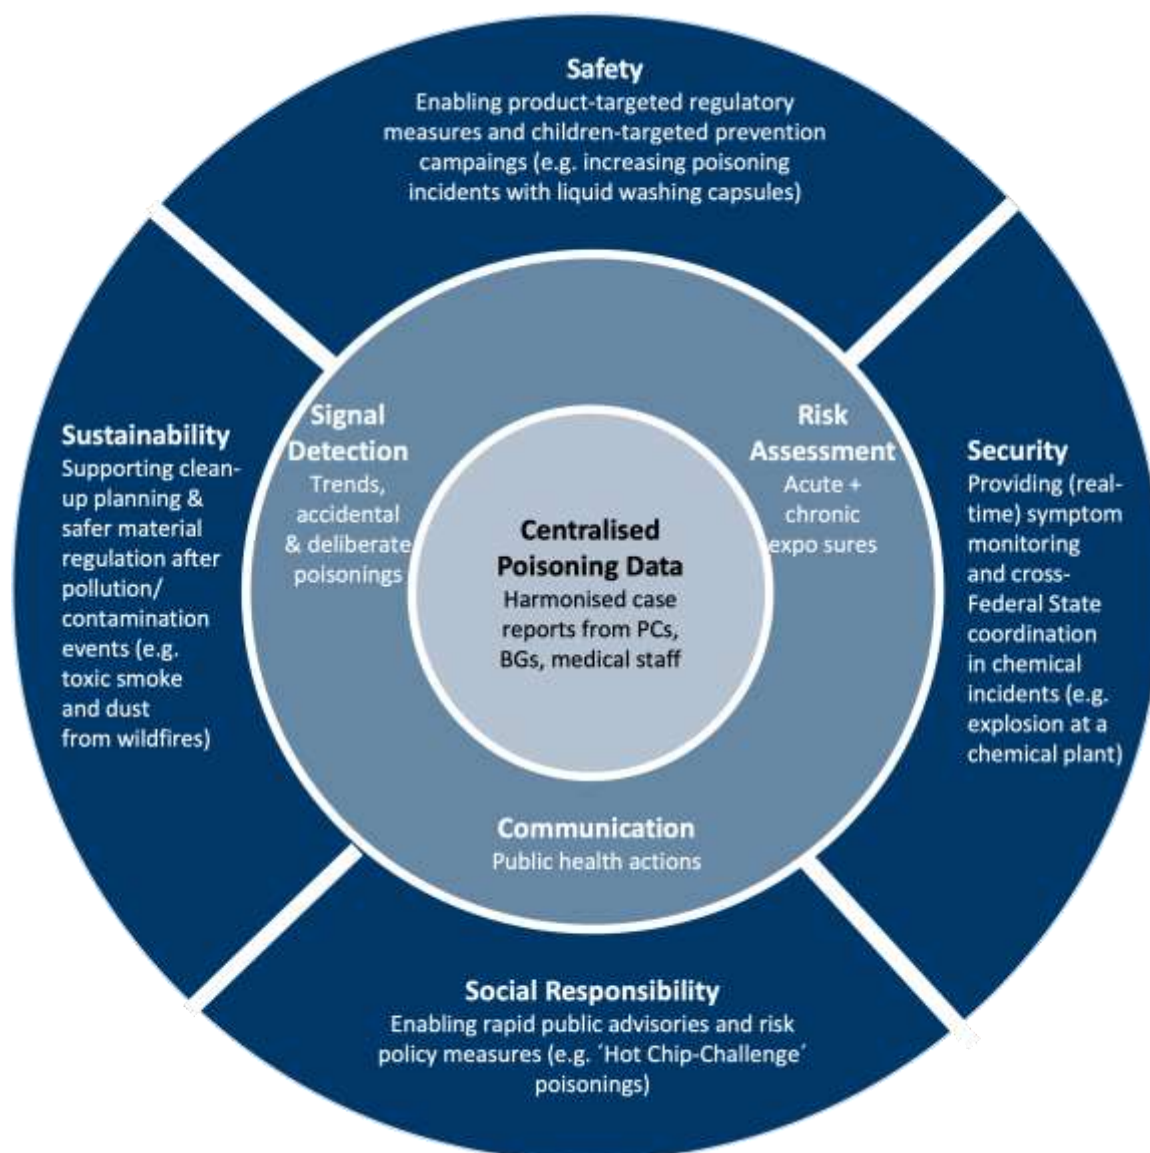 Safety
Enabling product-targeted regulatory
measures and children-targeted prevention
campaings (e.g. increasing poisoning
incidents with liquid washing capsules)
Sustainability
Supporting clean-
up planning &
safer material
regulation after
pollution/
contamination
events (e.g.
toxic smoke
and dust
from wildfires)
Signal
Detection
Trends,
accidental
& deliberate
poisonings
Centralised
Poisoning Data
Harmonised case
reports from PCs,
BGs, medical staff
Risk
Assessment
Acute +
chronic
expo sures
Security
Providing (real-
time) symptom
monitoring
and cross-
Federal State
coordination
in chemical
incidents (e.g.
explosion at a
chemical plant)
Communication
Public health actions
Social Responsibility
Enabling rapid public advisories and risk
policy measures (e.g. ´Hot Chip-Challenge´
poisonings)